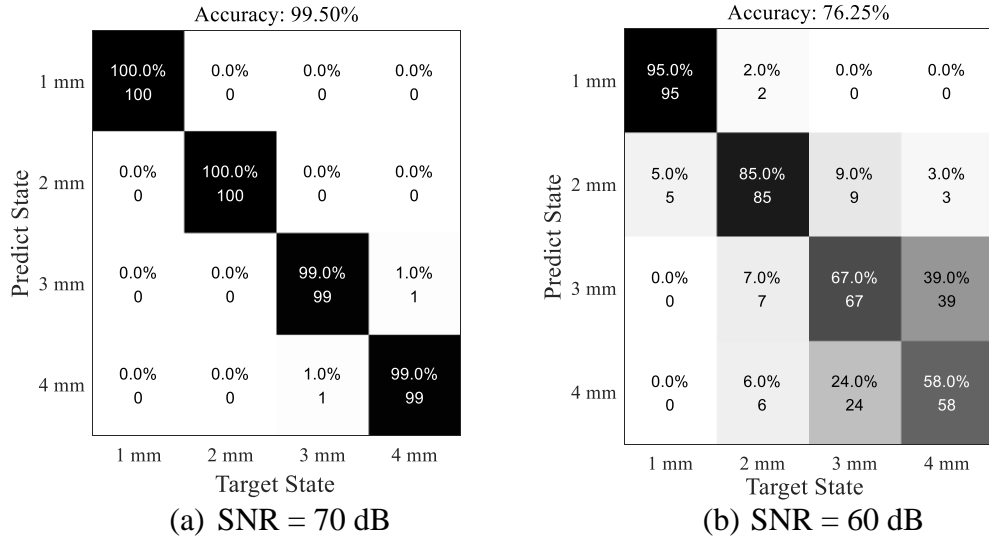 Accuracy: 99.50%
Predict State
1 mm
100.0% 0.0% 0.0% 0.0%
100 0 0 0
2 mm
0.0% 100.0% 0.0% 0.0%
0 100 0 0
3 mm
0.0% 0.0% 99.0% 1.0%
0 0 99 1
4 mm
0.0% 0.0% 1.0% 99.0%
0 0 1 99
1 mm 2 mm 3 mm 4 mm
Target State
(a) SNR = 70 dB
Accuracy: 76.25%
Predict State
1 mm
95.0% 2.0% 0.0% 0.0%
95 2 0 0
2 mm
5.0% 85.0% 9.0% 3.0%
5 85 9 3
3 mm
0.0% 7.0% 67.0% 39.0%
0 7 67 39
4 mm
0.0% 6.0% 24.0% 58.0%
0 6 24 58
1 mm 2 mm 3 mm 4 mm
Target State
(b) SNR = 60 dB